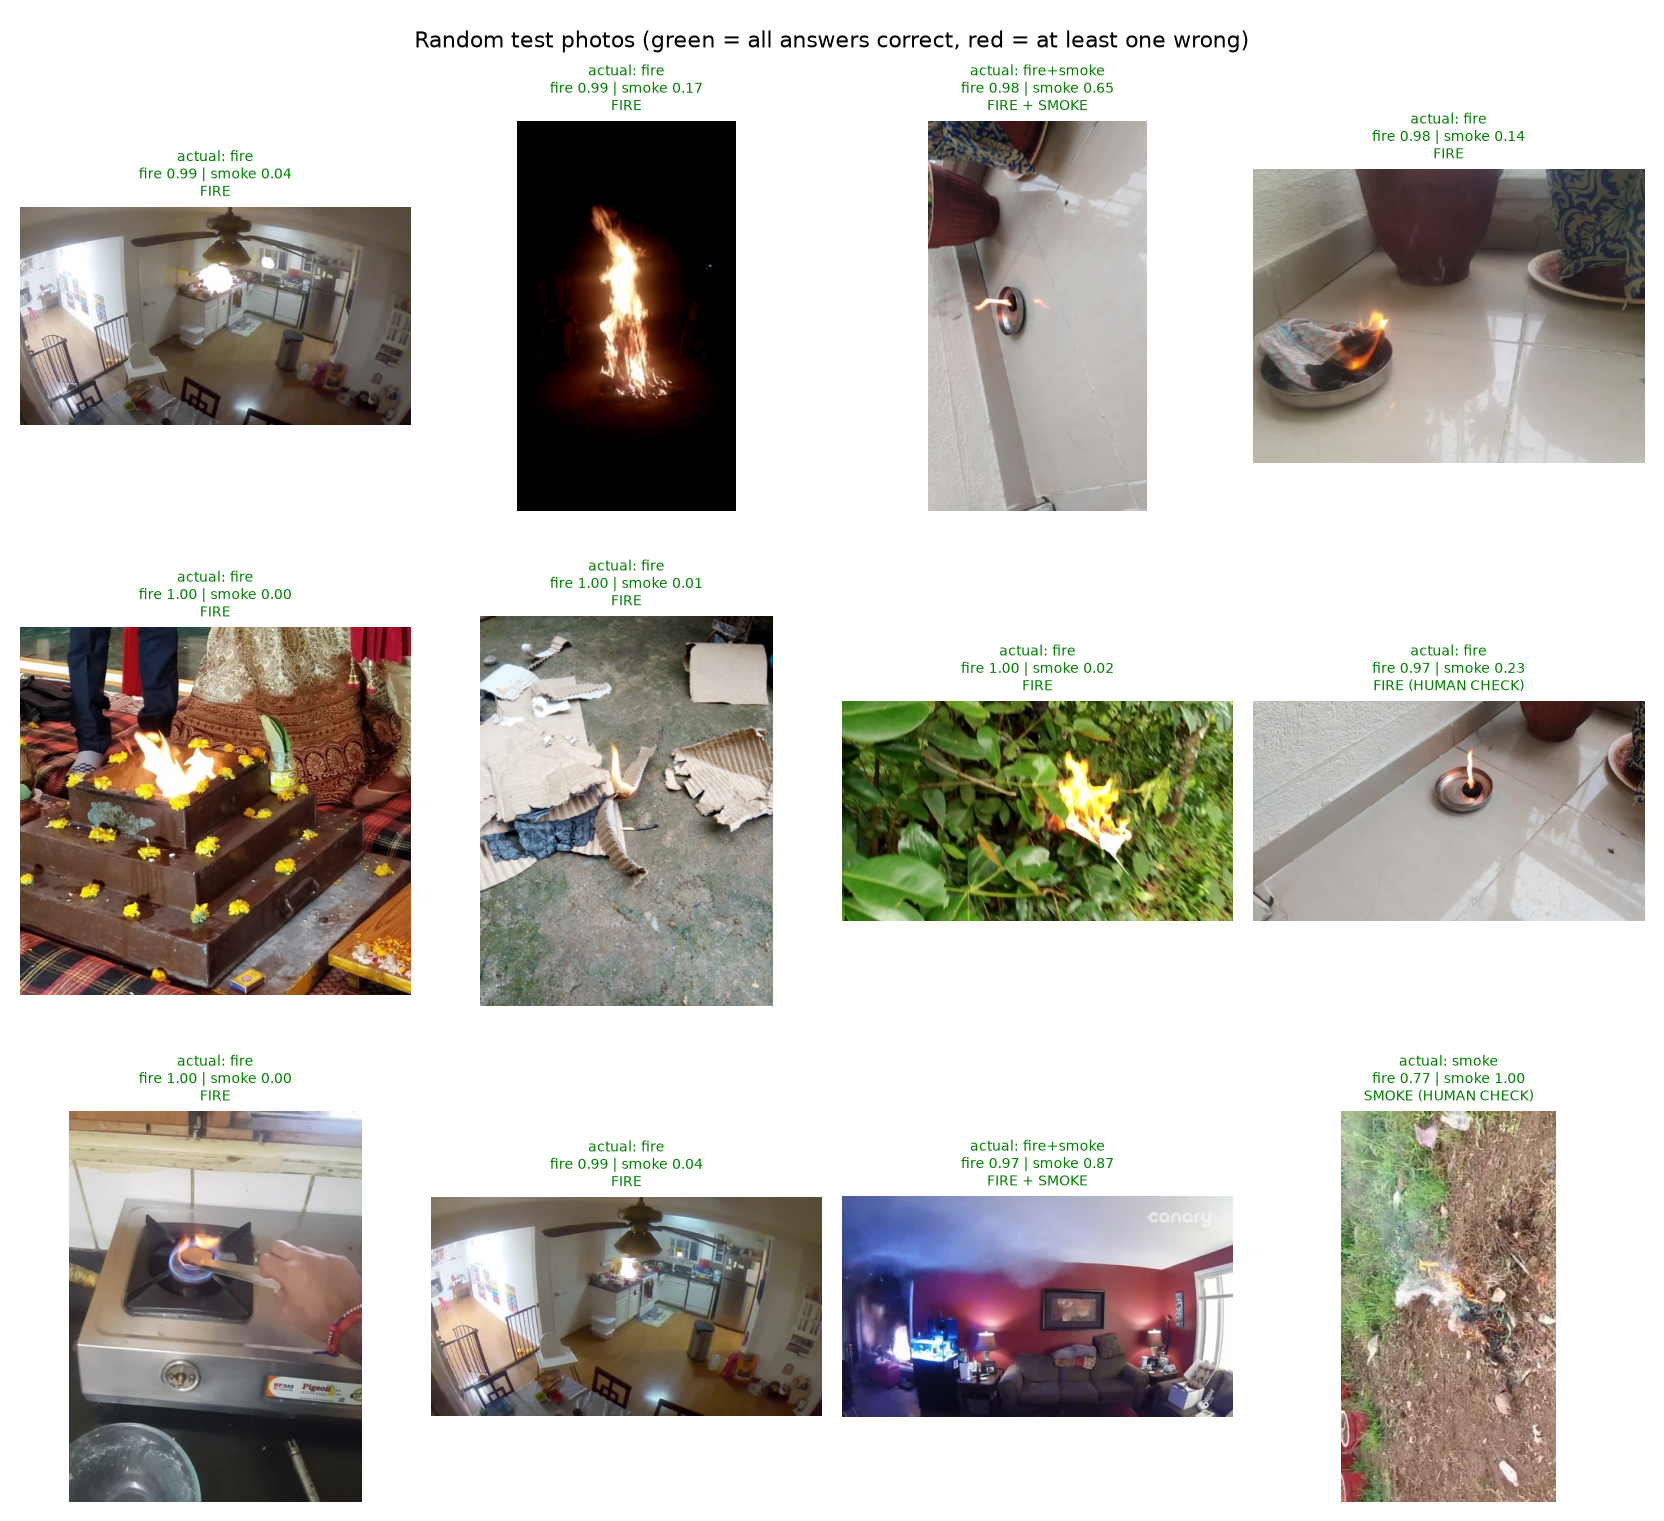 Random test photos (green = all answers correct, red = at least one wrong)
actual: fire
fire 0.99 | smoke 0.04
FIRE
actual: fire
fire 0.99 | smoke 0.17
FIRE
actual: fire+smoke
fire 0.98 | smoke 0.65
FIRE + SMOKE
actual: fire
fire 0.98 | smoke 0.14
FIRE
actual: fire
fire 1.00 | smoke 0.00
FIRE
actual: fire
fire 1.00 | smoke 0.01
FIRE
actual: fire
fire 1.00 | smoke 0.02
FIRE
actual: fire
fire 0.97 | smoke 0.23
FIRE (HUMAN CHECK)
actual: fire
fire 1.00 | smoke 0.00
FIRE
Pigeon
actual: fire
fire 0.99 | smoke 0.04
FIRE
actual: fire+smoke
fire 0.97 | smoke 0.87
FIRE + SMOKE
canary
actual: smoke
fire 0.77 | smoke 1.00
SMOKE (HUMAN CHECK)